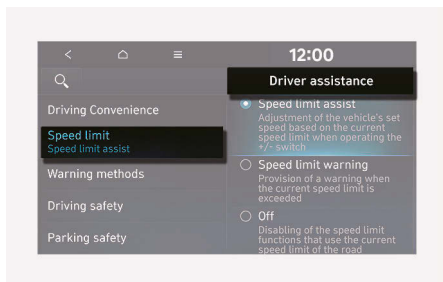 12:00
Driver assistance
Driving Convenience
Speed limit
Speed limit assist
Warning methods
Driving safety
Parking safety
Speed limit assist
Adjustment of the vehicle's set
speed based on the current
speed limit when operating the
+/- switch
Speed limit warning
Provision of a warning when
the current speed limit is
exceeded
Off
Disabling of the speed limit
functions that use the current
speed limit of the road